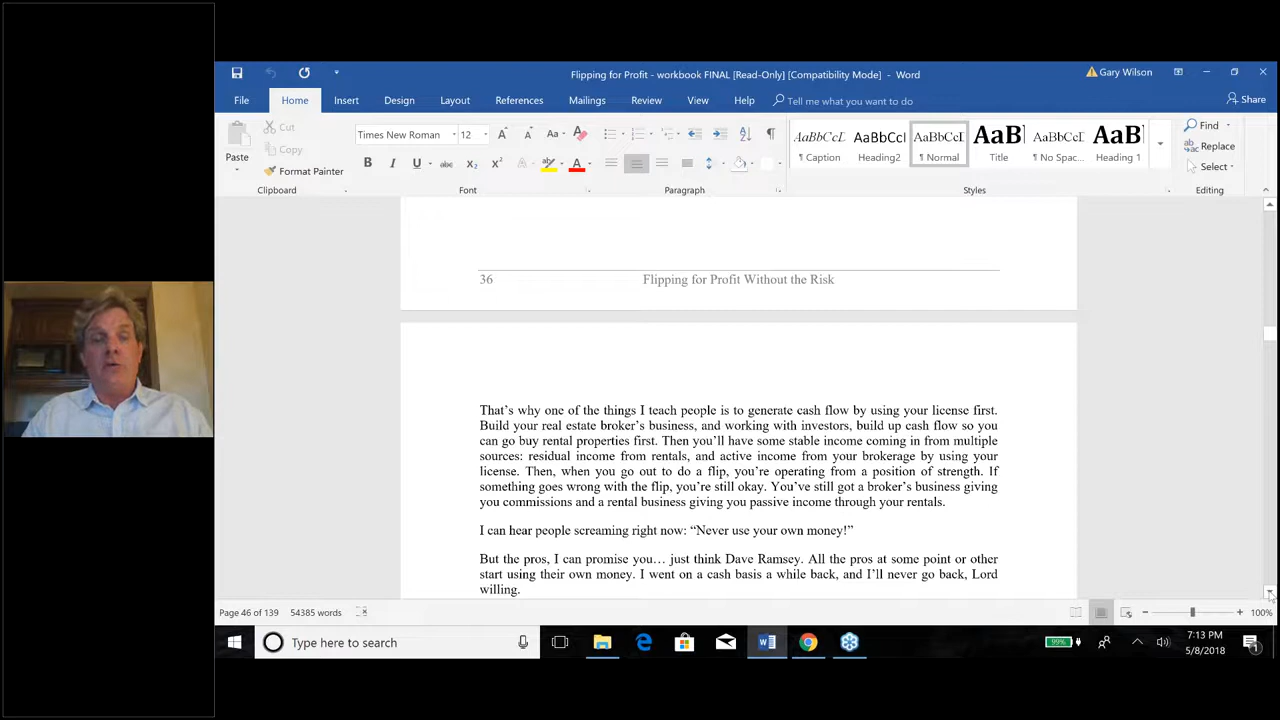 Flipping for Profit - workbook FINAL [Read-Only] [Compatibility Mode] - Word
Gary Wilson
File Home Insert Design Layout References Mailings Review View Help Tell me what you want to do
Share
Paste
Cut
Copy
Format Painter
Clipboard
Times New Roman 12
Font
Paragraph
AaBbCcL AaBbCcI AaBbCcL AaB AaBbCcI AaB
Caption Heading2 ¶ Normal Title ¶ No Spac... Heading 1
Styles
Find
Replace
Select
Editing
36 Flipping for Profit Without the Risk
That’s why one of the things I teach people is to generate cash flow by using your license first.
Build your real estate broker’s business, and working with investors, build up cash flow so you
can go buy rental properties first. Then you’ll have some stable income coming in from multiple
sources: residual income from rentals, and active income from your brokerage by using your
license. Then, when you go out to do a flip, you’re operating from a position of strength. If
something goes wrong with the flip, you’re still okay. You’ve still got a broker’s business giving
you commissions and a rental business giving you passive income through your rentals.
I can hear people screaming right now: “Never use your own money!”
But the pros, I can promise you… just think Dave Ramsey. All the pros at some point or other
start using their own money. I went on a cash basis a while back, and I’ll never go back, Lord
willing.
Page 46 of 139 54385 words
100%
Type here to search
99%
7:13 PM
5/8/2018